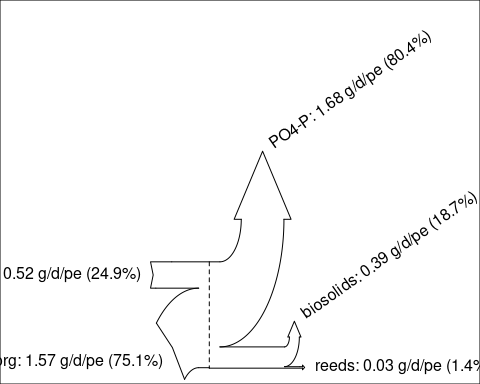 PO4-P: 1.68 g/d/pe (80.4%)
biosolids: 0.39 g/d/pe (18.7%)
0.52 g/d/pe (24.9%)
org: 1.57 g/d/pe (75.1%)
reeds: 0.03 g/d/pe (1.4%